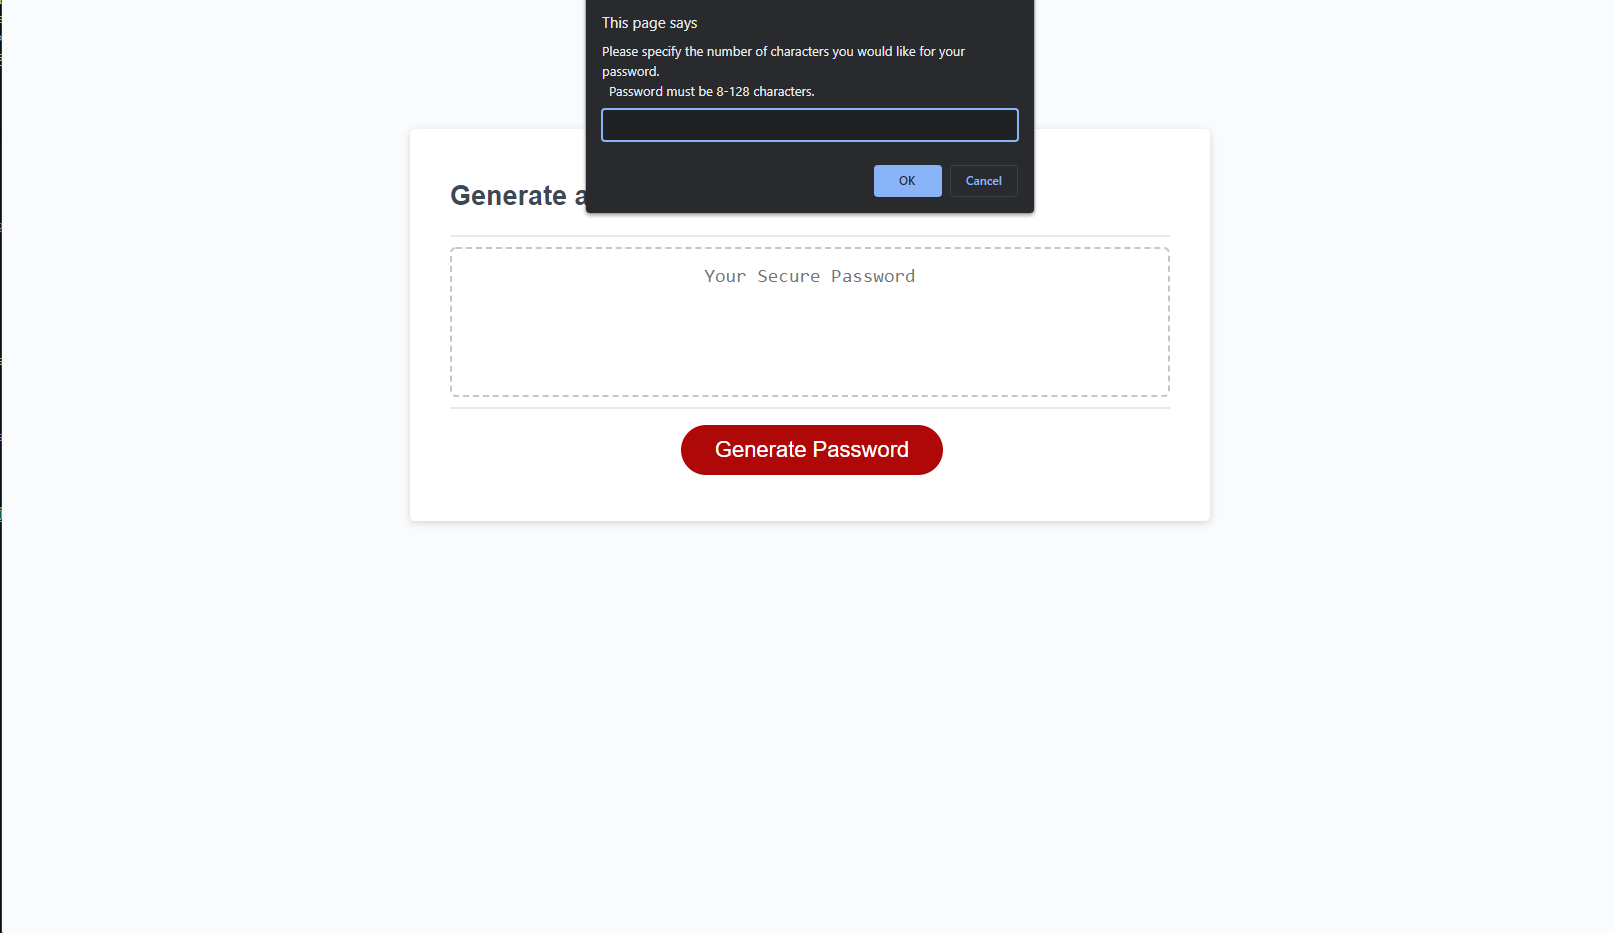 This page says
Please specify the number of characters you would like for your
password.
Password must be 8-128 characters.
OK
Cancel
Generate a
Your Secure Password
Generate Password